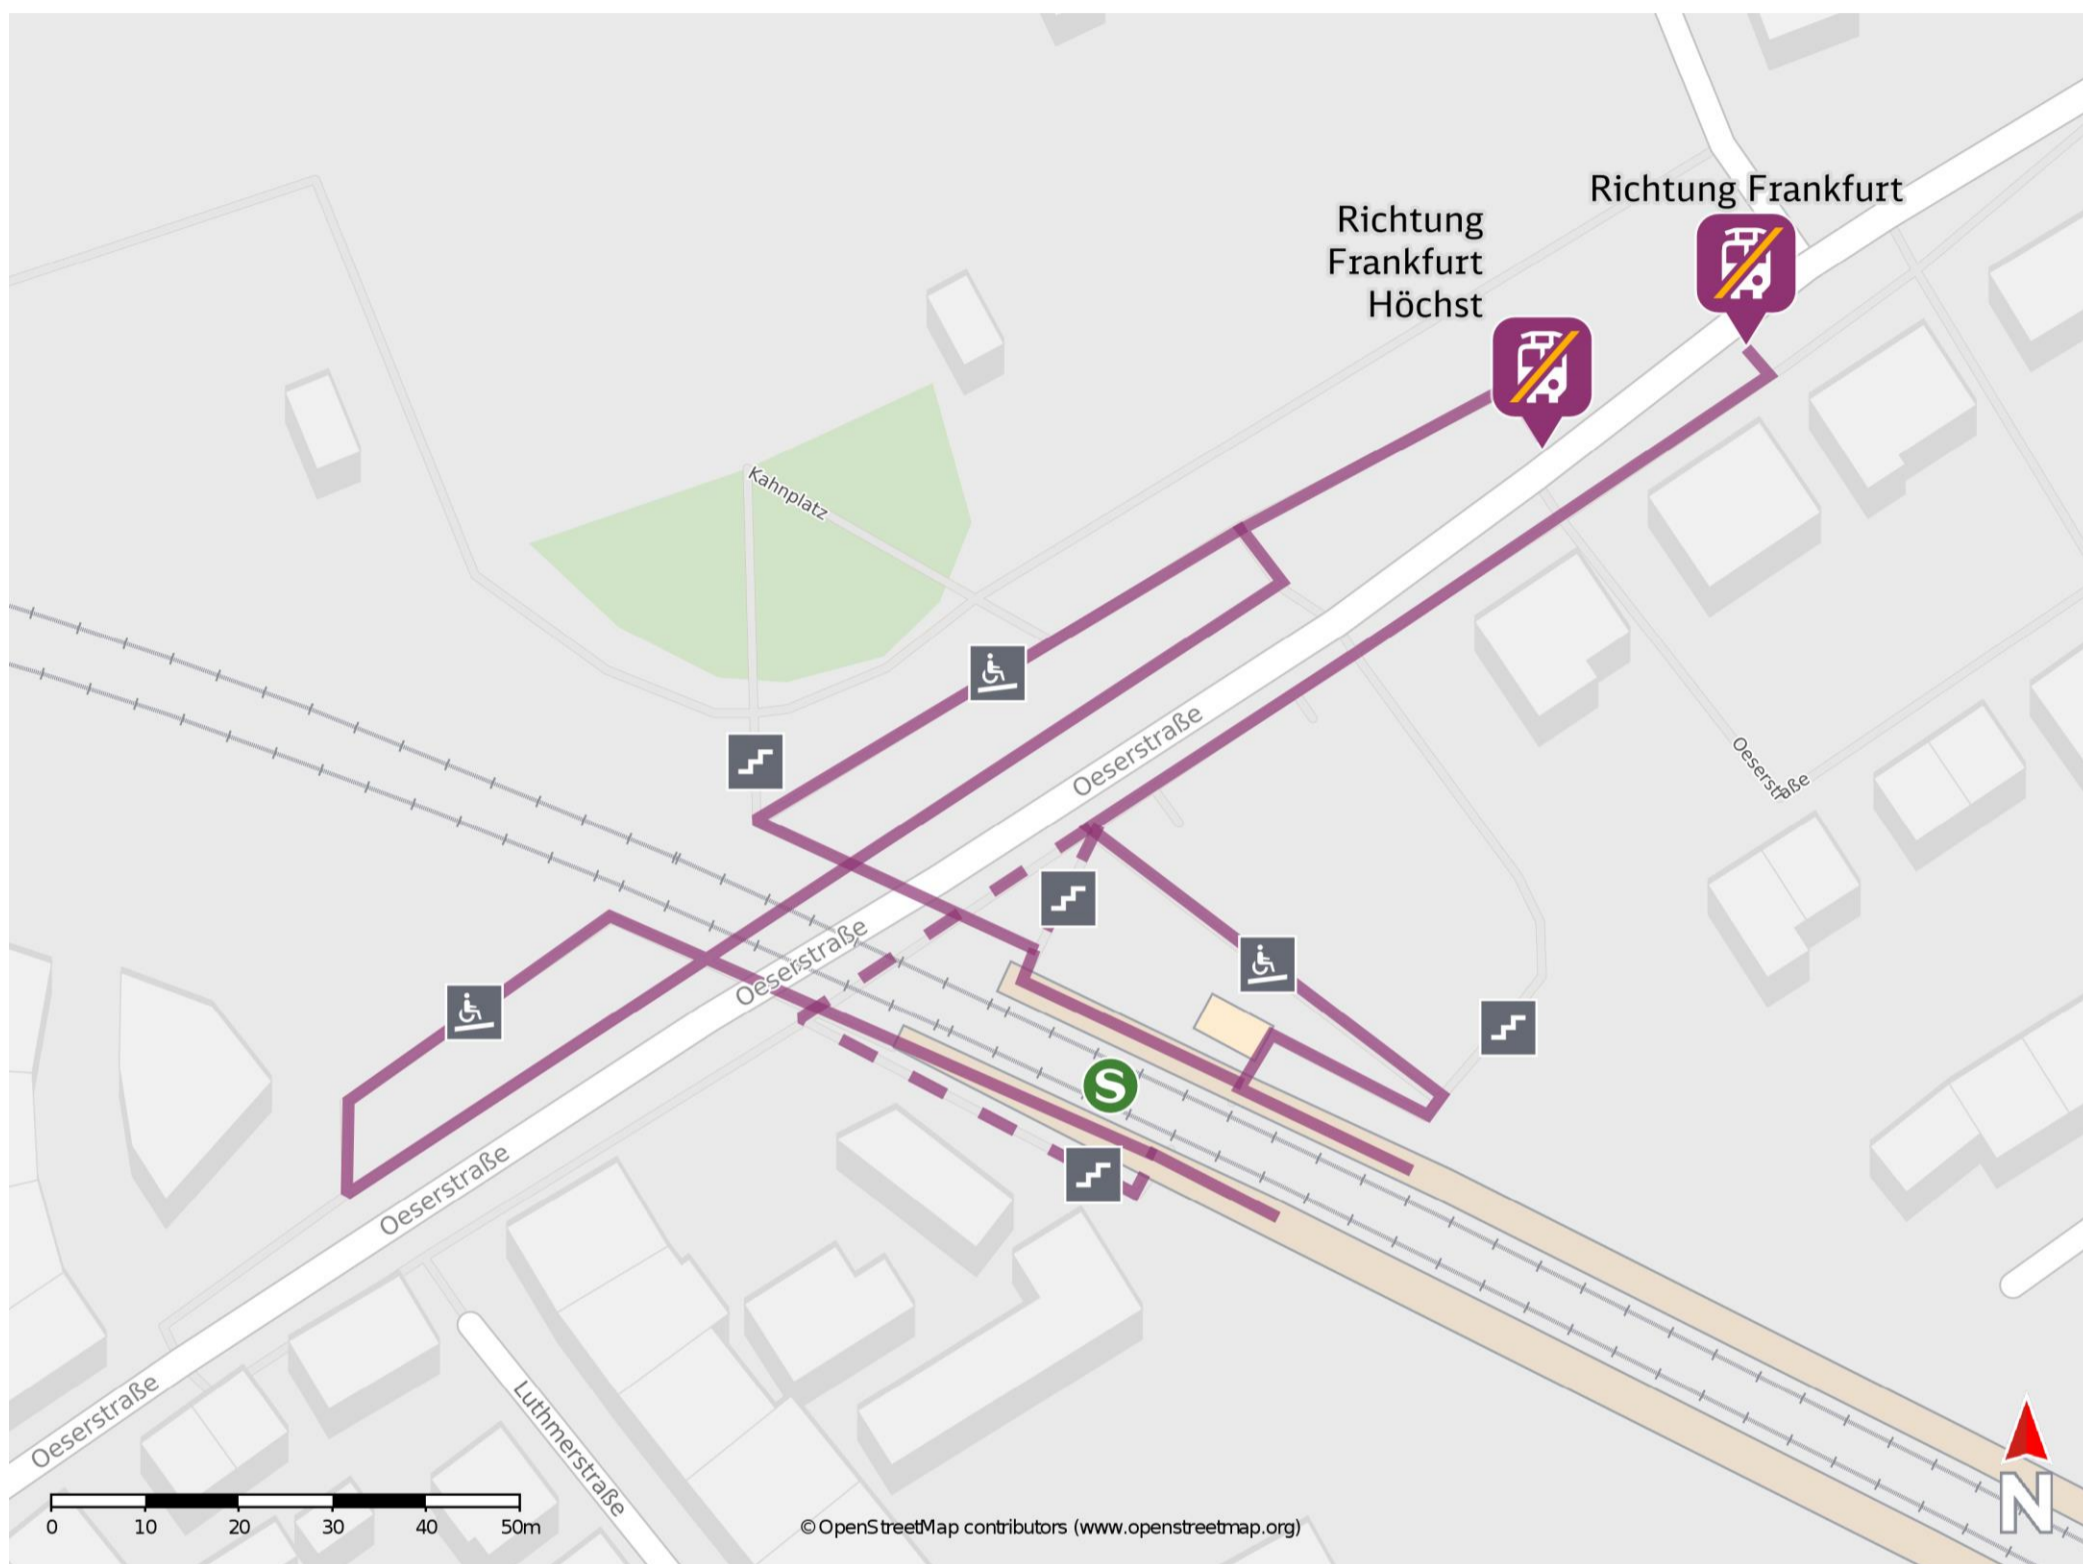 Richtung Frankfurt
Richtung
Frankfurt
Höchst
Kahnplatz
Oeserstraße
Oeserstraße
S
Oeserstraße
Oeserstraße
Oeserstraße
Luthmerstraße
0 10 20 30 40 50m
© OpenStreetMap contributors (www.openstreetmap.org)
N